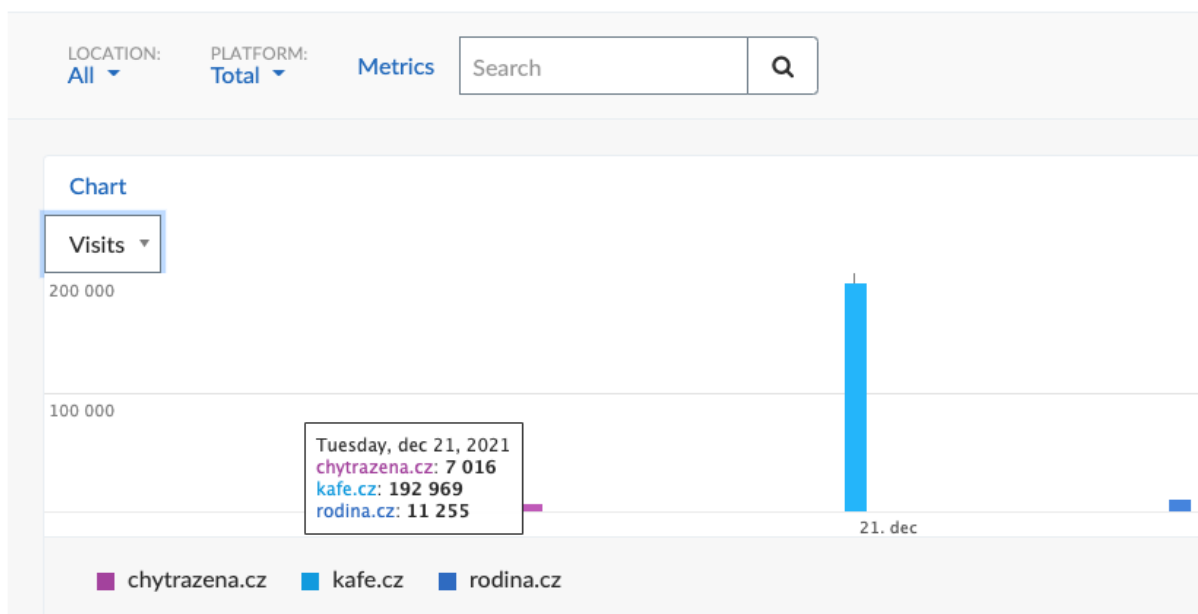 LOCATION: PLATFORM:
All Total Metrics Search
Chart
Visits
200 000
100 000
Tuesday, dec 21, 2021
chytrazena.cz: 7 016
kafe.cz: 192 969
rodina.cz: 11 255
21. dec
chytrazena.cz kafe.cz rodina.cz